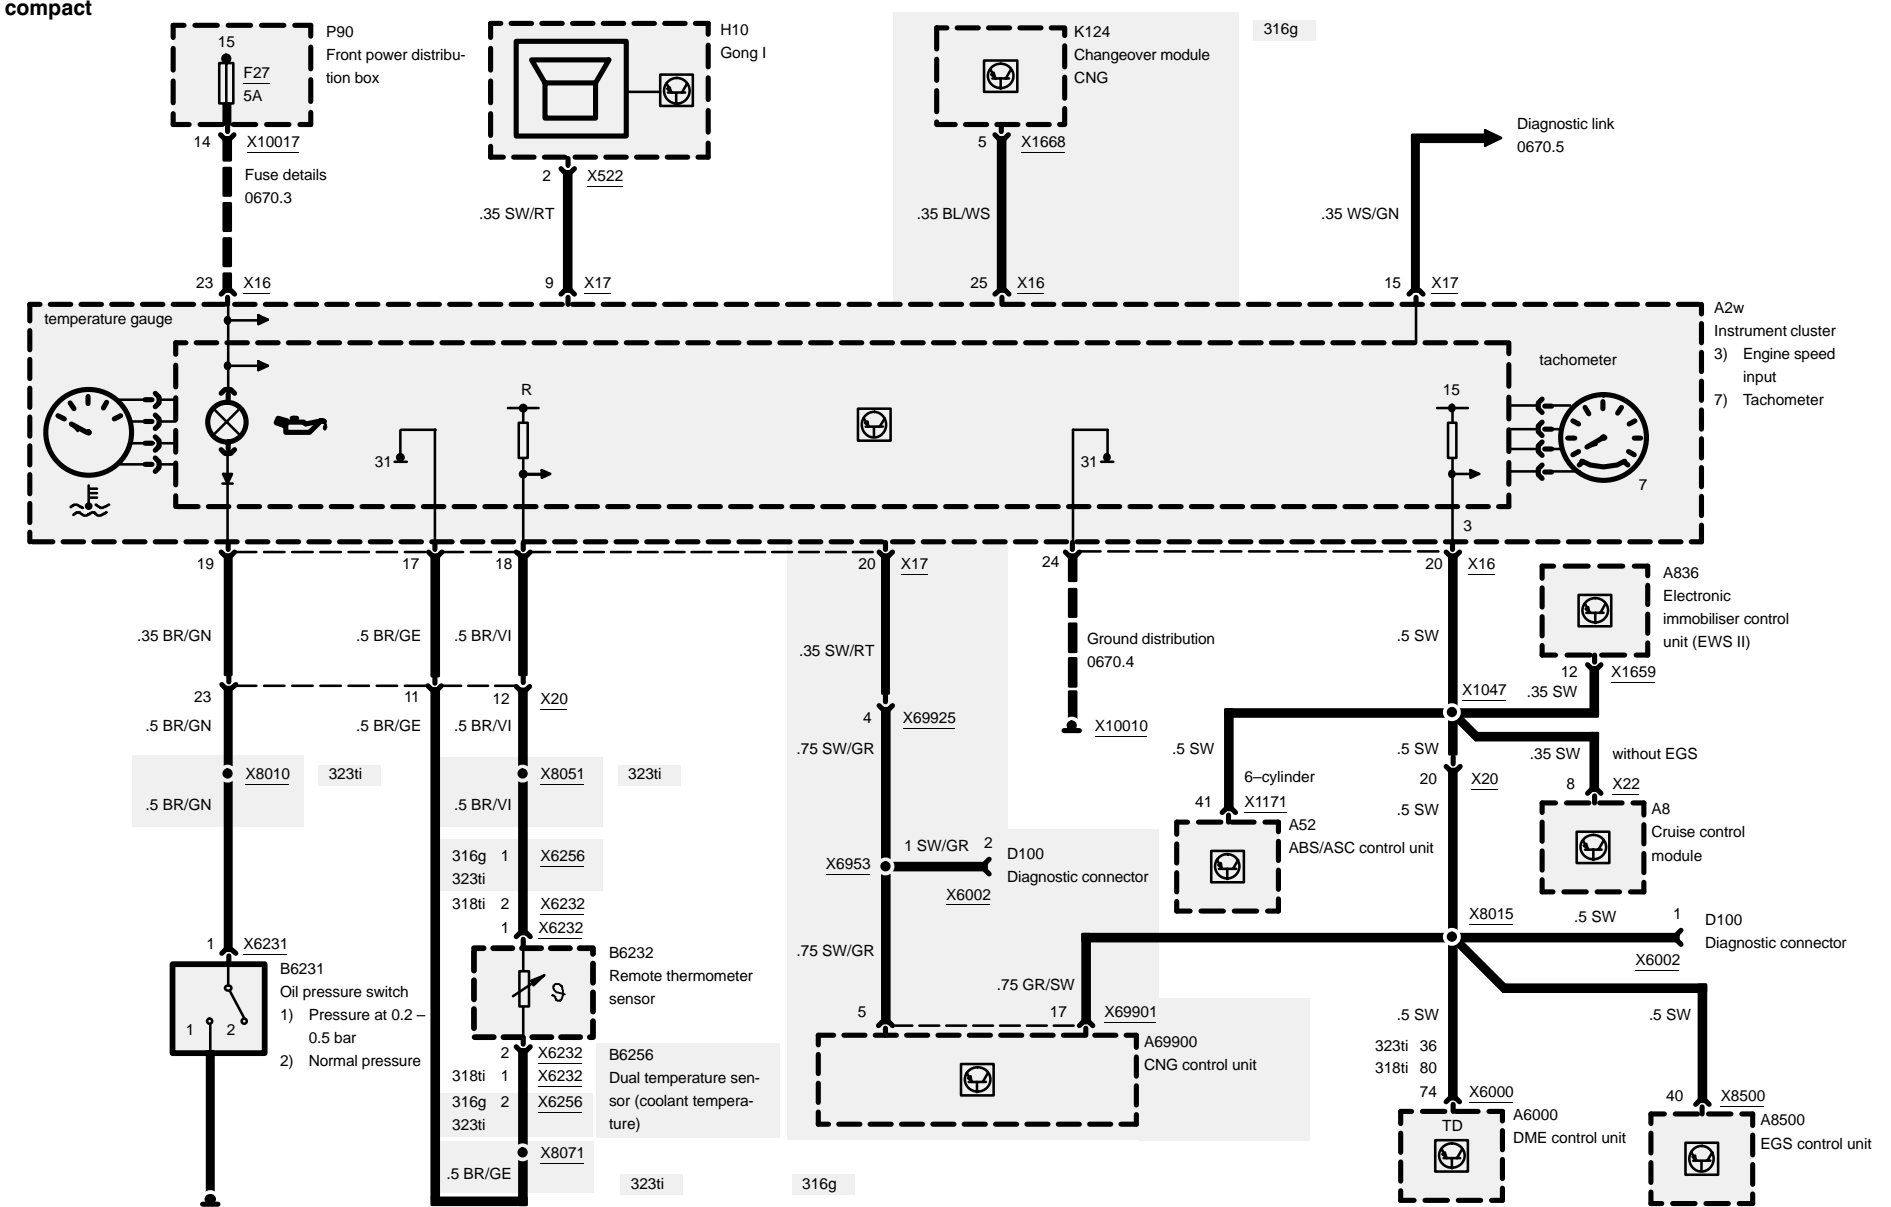 compact
P90
Front power distribu-
tion box
15
F27
5A
14 X10017
Fuse details
0670.3
23 X16
H10
Gong I
2 X522
.35 SW/RT
9 X17
K124
Changeover module
CNG
316g
5 X1668
.35 BL/WS
25 X16
Diagnostic link
0670.5
.35 WS/GN
15 X17
temperature gauge
R
31
31
15
tachometer
7
3
A2w
Instrument cluster
3) Engine speed
input
7) Tachometer
19
17
18
20 X17
24
20 X16
.35 BR/GN
.5 BR/GE
.5 BR/VI
.35 SW/RT
Ground distribution
0670.4
X10010
.5 SW
A836
Electronic
immobiliser control
unit (EWS II)
12 X1659
.35 SW
X1047
23
11
12 X20
.5 BR/GN
.5 BR/GE
.5 BR/VI
4 X69925
.75 SW/GR
.5 SW
.5 SW
.35 SW
without EGS
X8010
323ti
X8051
323ti
.5 BR/GN
.5 BR/VI
6–cylinder
41 X1171
A52
ABS/ASC control unit
20 X20
.5 SW
8 X22
A8
Cruise control
module
316g 1 X6256
323ti
318ti 2 X6232
1 X6232
X6953
1 SW/GR 2
D100
Diagnostic connector
X6002
1 X6231
B6231
Oil pressure switch
1) Pressure at 0.2 –
0.5 bar
2) Normal pressure
1 2
B6232
Remote thermometer
sensor
ϑ
.75 SW/GR
.75 GR/SW
X8015
.5 SW 1
D100
Diagnostic connector
X6002
2 X6232
318ti 1 X6232
316g 2 X6256
323ti
B6256
Dual temperature sen-
sor (coolant tempera-
ture)
X8071
.5 BR/GE
323ti
316g
5
17 X69901
A69900
CNG control unit
.5 SW
.5 SW
323ti 36
318ti 80
74 X6000
TD
A6000
DME control unit
40 X8500
A8500
EGS control unit